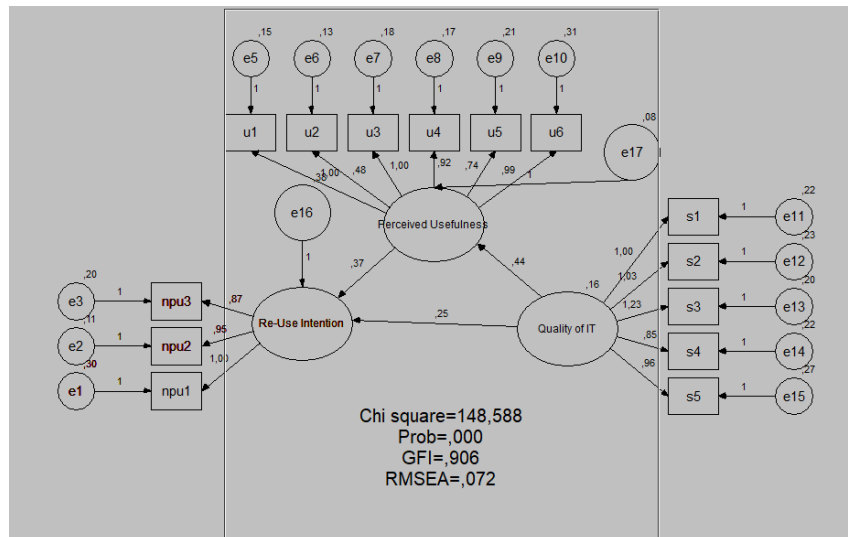 ,15 ,13 ,18 ,17 ,21 ,31
e5 e6 e7 e8 e9 e10
1 1 1 1 1 1
,08
u1 u2 u3 u4 u5 u6
e17
1,00 ,48 1,00 ,92 ,74 ,99 1
e16
Perceived Usefulness
,22
s1 1 e11
1
,37 ,44
1,00
,23
s2 1 e12
1,03
,16
,20
s3 1 e13
1,23
,20
e3 1 npu3 ,87
,11
e2 1 npu2 ,95
Re-Use Intention
,25
Quality of IT
,22
s4 1 e14
,85
,30
e1 1 npu1 1,00
,27
s5 1 e15
,96
Chi square=148,588
Prob=,000
GFI=,906
RMSEA=,072